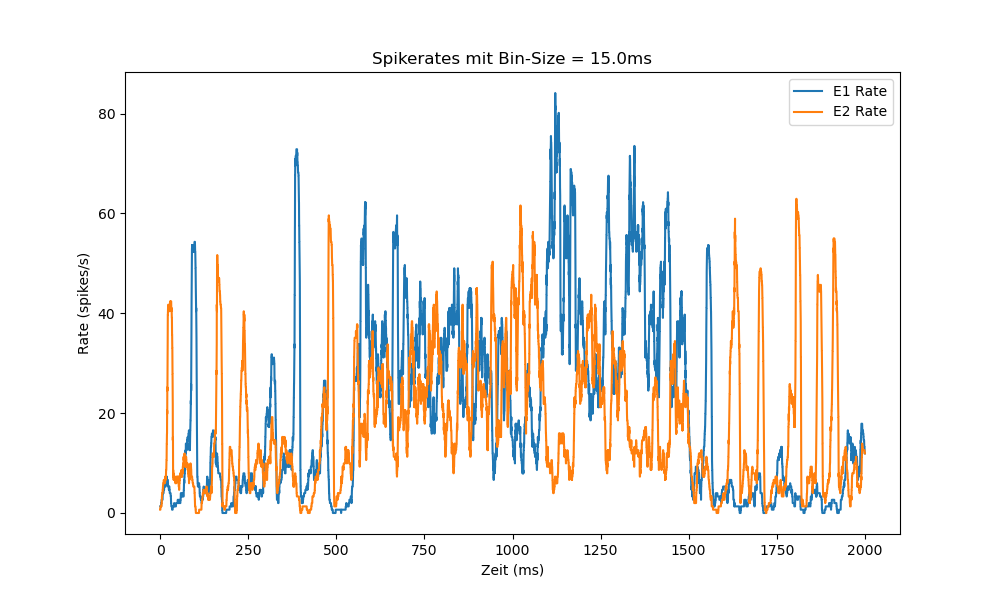 Spikerates mit Bin-Size = 15.0ms
E1 Rate
E2 Rate
80
60
40
20
0
Rate (spikes/s)
0 250 500 750 1000 1250 1500 1750 2000
Zeit (ms)